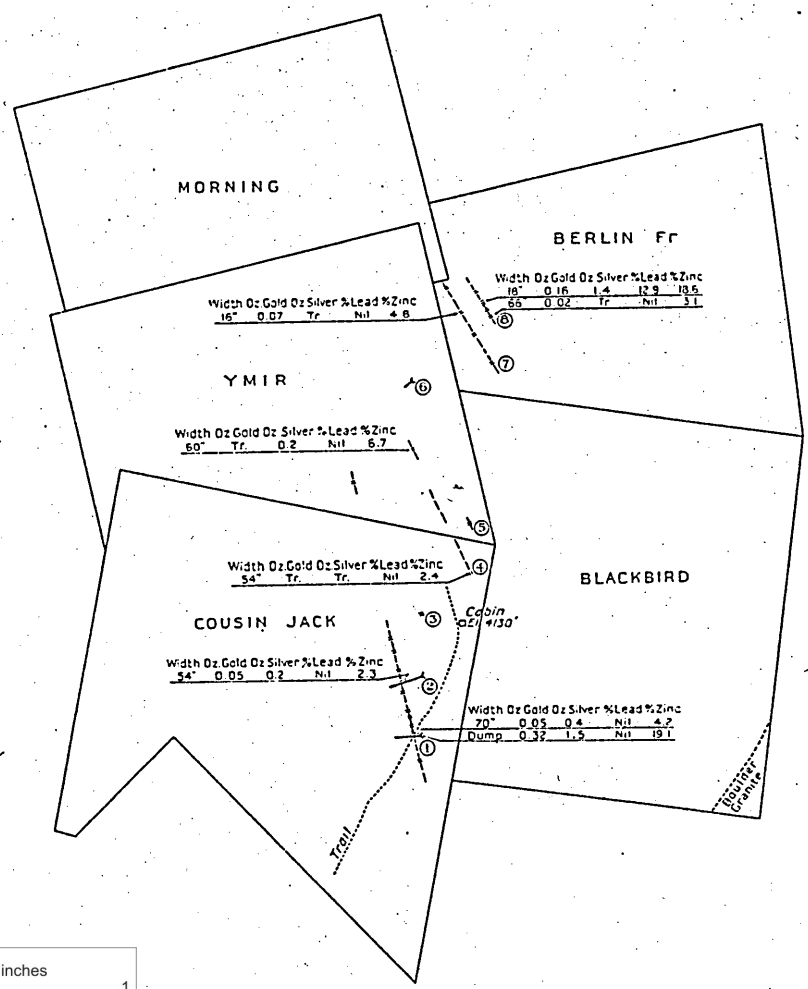 MORNING
BERLIN Fr
Width Oz Gold Oz Silver %Lead %Zinc
18" 0.16 1.4 12.9 18.6
66" 0.02 Tr Nil 3.1
Width Oz. Gold Oz Silver %Lead %Zinc
16" 0.07 Tr. Nil 4.8
8
7
YMIR
6
Width Oz Gold Oz Silver %Lead %Zinc
60" Tr. 0.2 Nil 6.7
5
Width Oz. Gold Oz Silver %Lead %Zinc
54" Tr. Tr. Nil 2.4
4
BLACKBIRD
COUSIN JACK
3
Cabin
El. 4130'
Width Oz. Gold Oz Silver %Lead %Zinc
54" 0.05 0.2 Nil 2.3
2
Width Oz Gold Oz Silver %Lead %Zinc
70" 0.05 0.4 Nil 4.2
Dump 0.32 1.5 Nil 19.1
1
Boulder
Granite
Trail
inches
1